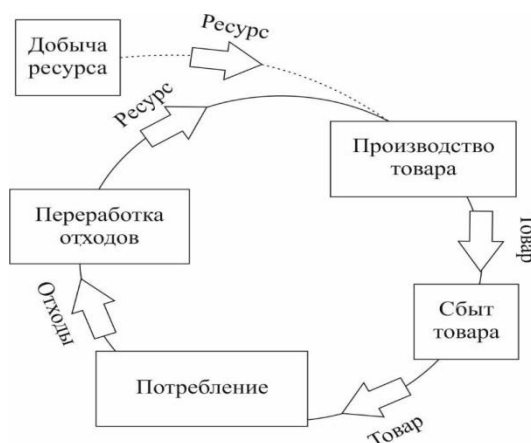 Добыча
ресурса
Ресурс
Ресурс
Производство
товара
Товар
Сбыт
товара
Товар
Потребление
Отходы
Переработка
отходов